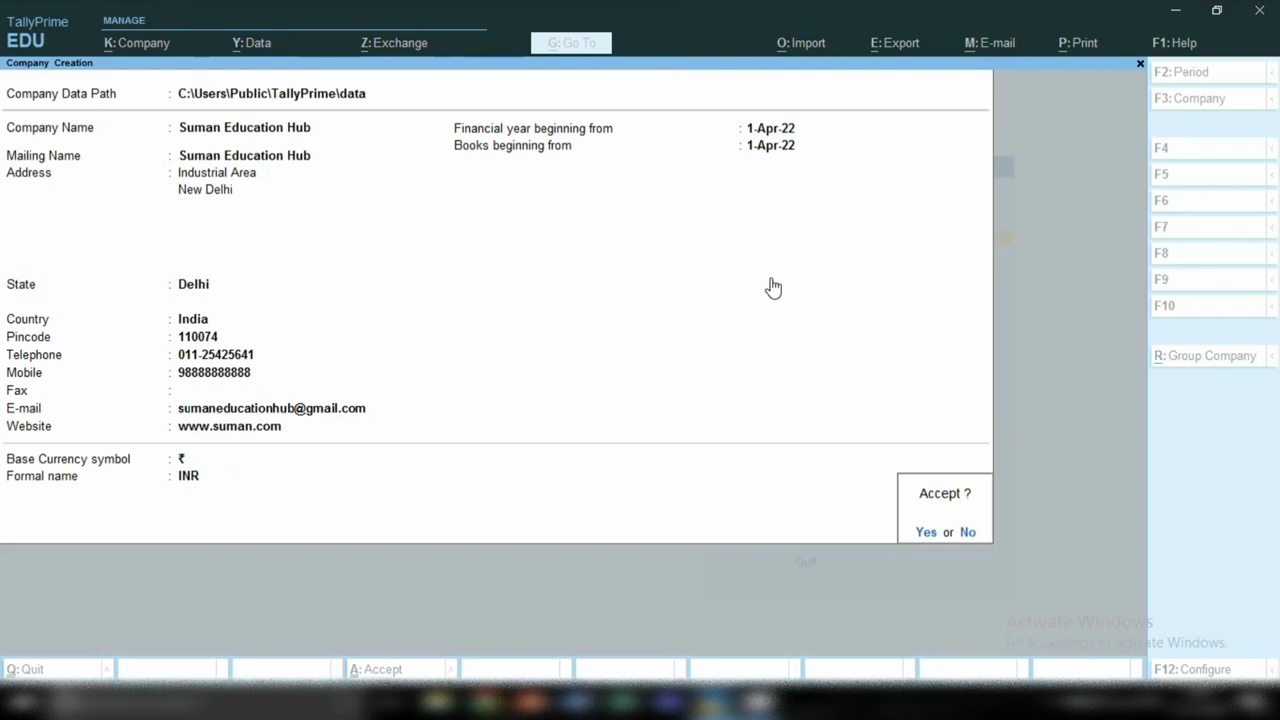 TallyPrime
EDU
MANAGE
K: Company
Y: Data
Z: Exchange
G: Go To
O: Import
E: Export
M: E-mail
P: Print
F1: Help
Company Creation
Company Data Path : C:\Users\Public\TallyPrime\data
Company Name : Suman Education Hub
Financial year beginning from : 1-Apr-22
Books beginning from : 1-Apr-22
Mailing Name : Suman Education Hub
Address : Industrial Area
New Delhi
State : Delhi
Country : India
Pincode : 110074
Telephone : 011-25425641
Mobile : 98888888888
Fax :
E-mail : sumaneducationhub@gmail.com
Website : www.suman.com
Base Currency symbol : ₹
Formal name : INR
Accept ?
Yes or No
Quit
F2: Period
F3: Company
F4
F5
F6
F7
F8
F9
F10
R: Group Company
Activate Windows
Go to Settings to activate Windows.
Q: Quit
A: Accept
F12: Configure